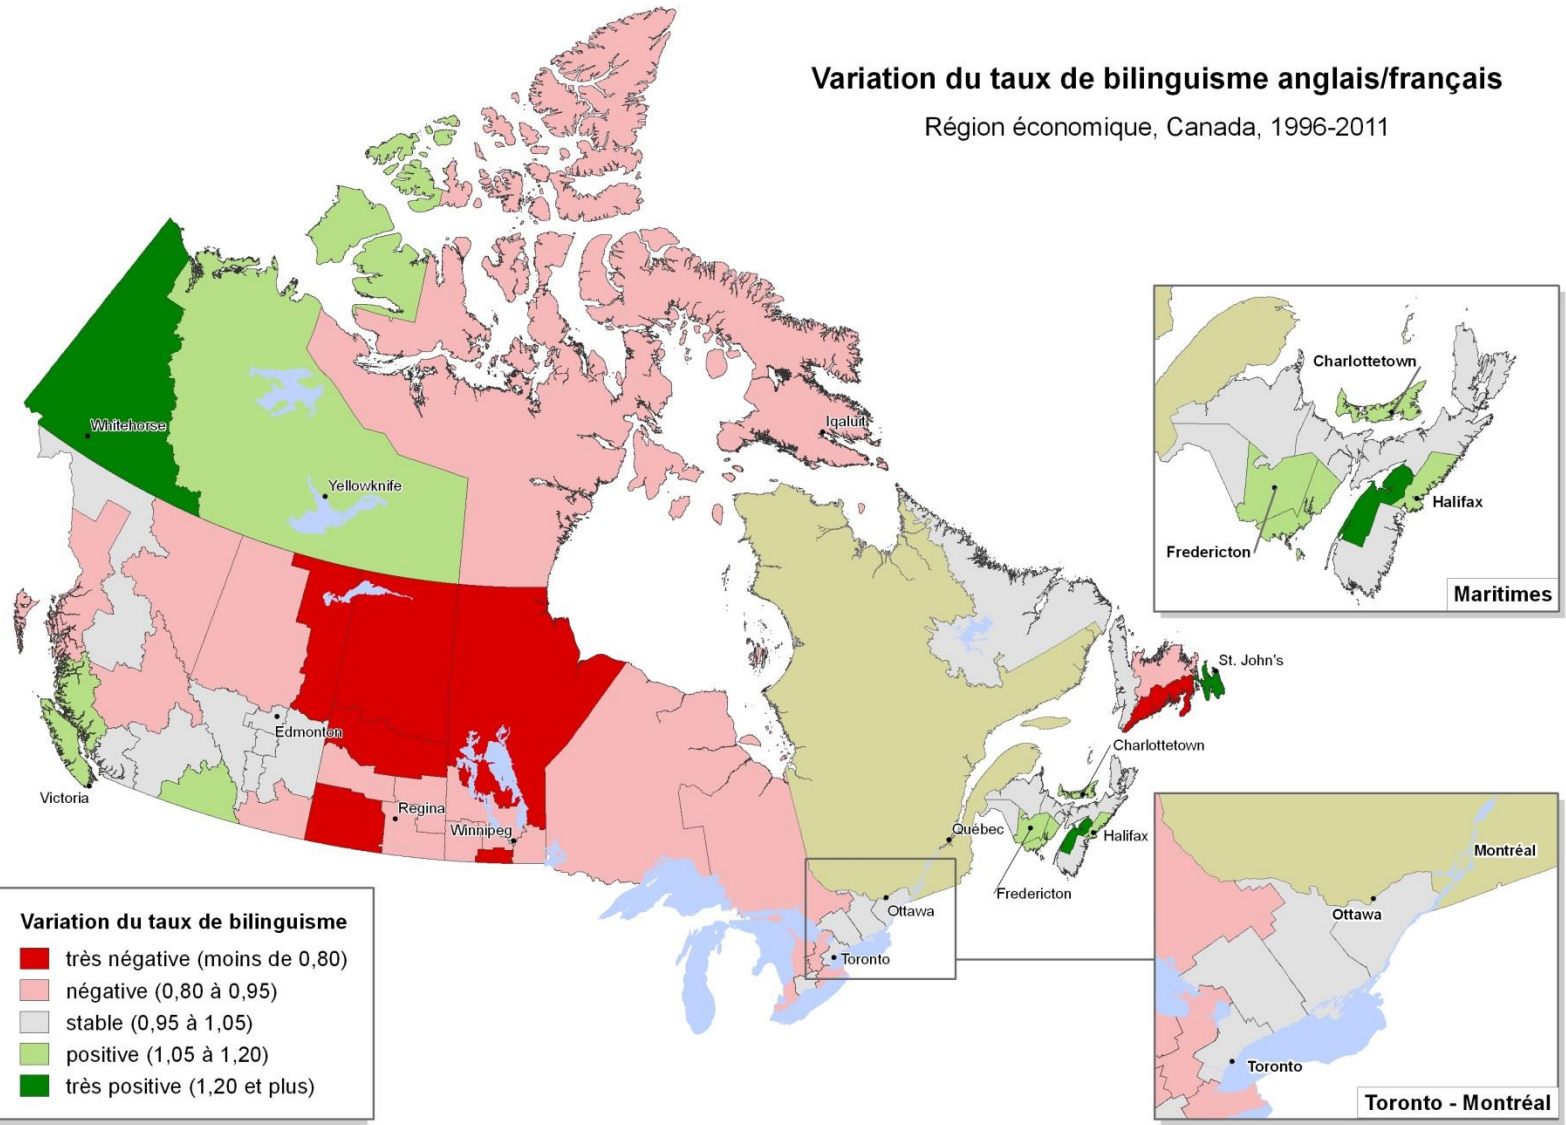 Variation du taux de bilinguisme anglais/français
Région économique, Canada, 1996-2011
Whitehorse
Yellowknife
Iqaluit
Edmonton
Victoria
Regina
Winnipeg
St. John's
Charlottetown
Québec
Halifax
Fredericton
Ottawa
Toronto
Charlottetown
Halifax
Fredericton
Maritimes
Montréal
Ottawa
Toronto
Toronto - Montréal
Variation du taux de bilinguisme
très négative (moins de 0,80)
négative (0,80 à 0,95)
stable (0,95 à 1,05)
positive (1,05 à 1,20)
très positive (1,20 et plus)